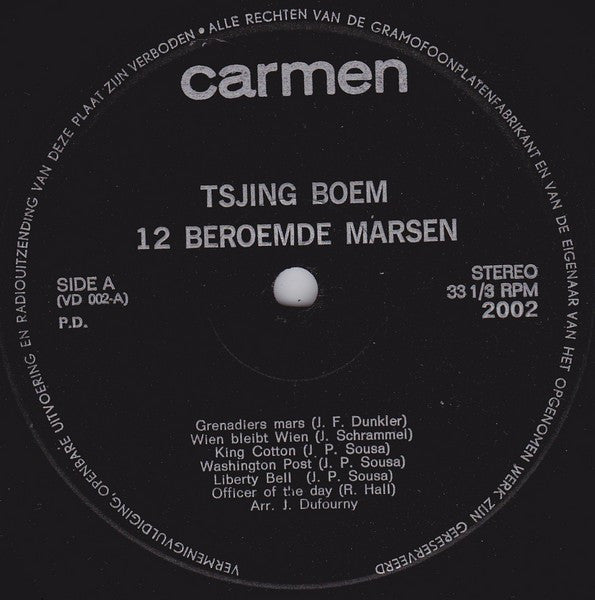 ALLE RECHTEN VAN DE GRAMOFOONPLATENFABRIKANT EN VAN DE EIGENAAR VAN HET OPGENOMEN WERK ZIJN GERESERVEERD
VERMENIGVULDIGING, OPENBARE UITVOERING EN RADIOUITZENDING VAN DEZE PLAAT ZIJN VERBODEN •
carmen
TSJING BOEM
12 BEROEMDE MARSEN
SIDE A
(VD 002-A)
P.D.
STEREO
33 1/3 RPM
2002
Grenadiers mars (J. F. Dunkler)
Wien bleibt Wien (J. Schrammel)
King Cotton (J. P. Sousa)
Washington Post (J. P. Sousa)
Liberty Bell (J. P. Sousa)
Officer of the day (R. Hall)
Arr. J. Dufourny